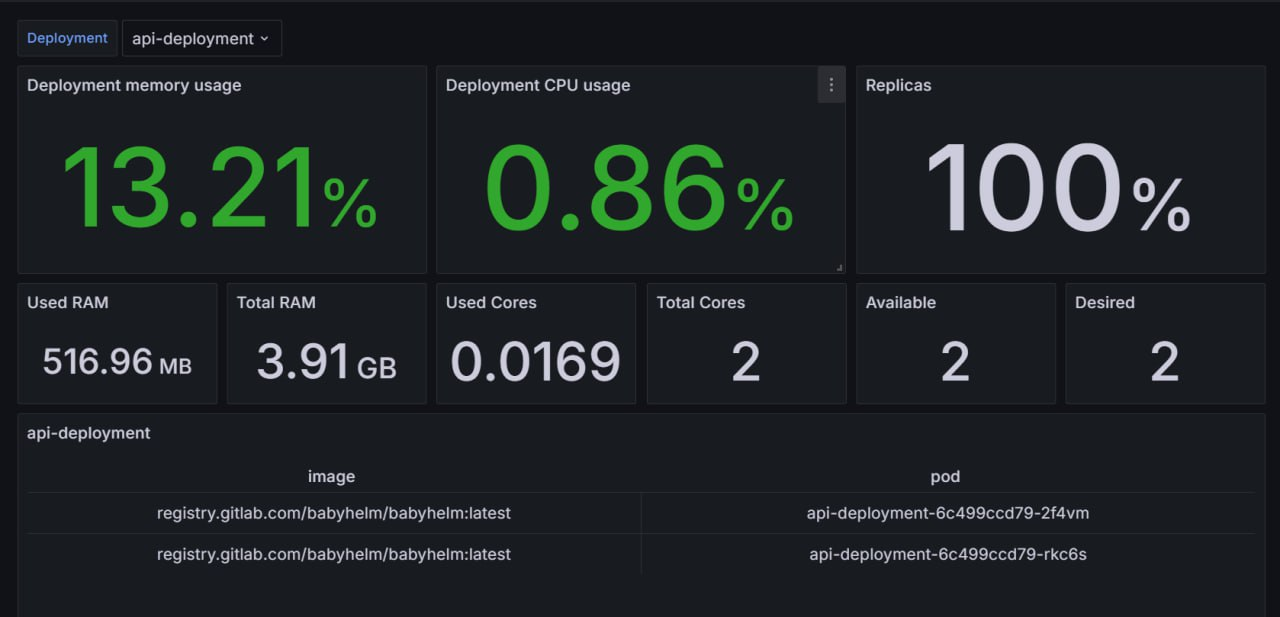 Deployment api-deployment
Deployment memory usage
13.21%
Deployment CPU usage
0.86%
Replicas
100%
Used RAM
516.96 MB
Total RAM
3.91 GB
Used Cores
0.0169
Total Cores
2
Available
2
Desired
2
api-deployment
image pod
registry.gitlab.com/babyhelm/babyhelm:latest api-deployment-6c499ccd79-2f4vm
registry.gitlab.com/babyhelm/babyhelm:latest api-deployment-6c499ccd79-rkc6s